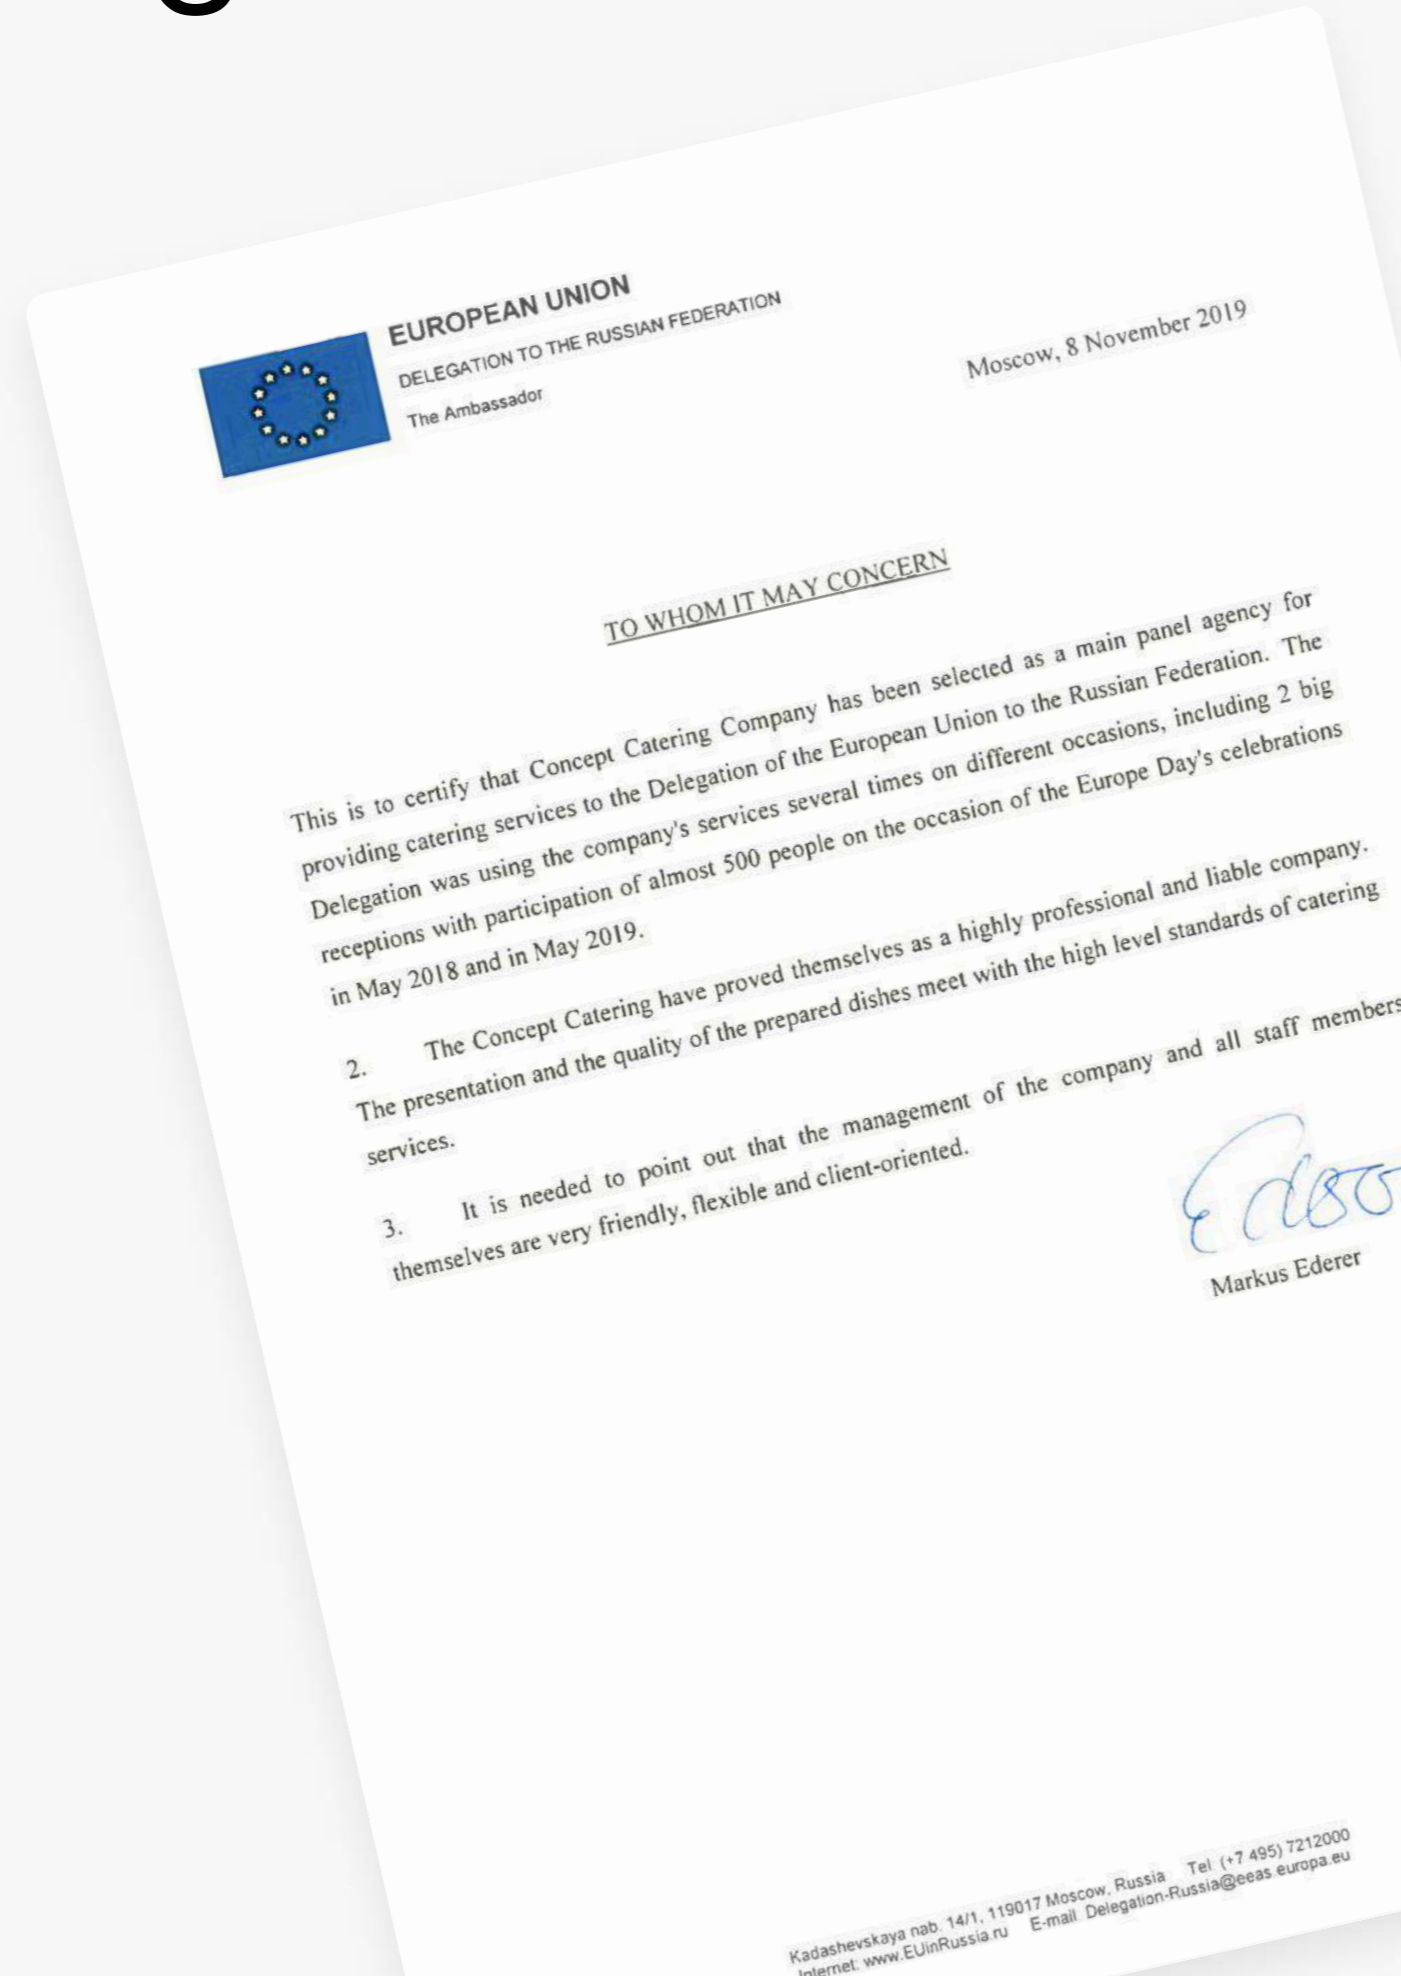 EUROPEAN UNION
DELEGATION TO THE RUSSIAN FEDERATION
The Ambassador
Moscow, 8 November 2019
TO WHOM IT MAY CONCERN
This is to certify that Concept Catering Company has been selected as a main panel agency for
providing catering services to the Delegation of the European Union to the Russian Federation. The
Delegation was using the company's services several times on different occasions, including 2 big
receptions with participation of almost 500 people on the occasion of the Europe Day's celebrations
in May 2018 and in May 2019.
2. The Concept Catering have proved themselves as a highly professional and liable company.
The presentation and the quality of the prepared dishes meet with the high level standards of catering
services.
3. It is needed to point out that the management of the company and all staff members
themselves are very friendly, flexible and client-oriented.
Markus Ederer
Kadashevskaya nab. 14/1, 119017 Moscow, Russia Tel. (+7 495) 7212000
Internet: www.EUinRussia.ru E-mail: Delegation-Russia@eeas.europa.eu